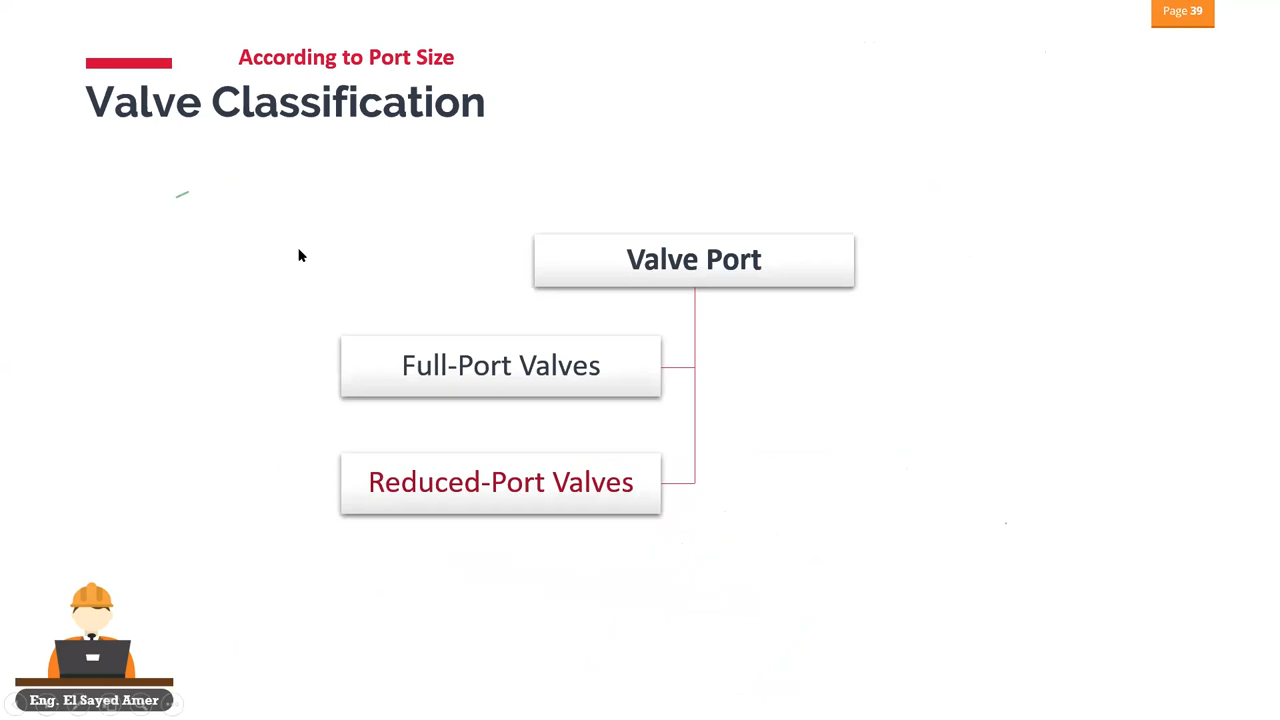 Page 39
According to Port Size
Valve Classification
Valve Port
Full-Port Valves
Reduced-Port Valves
Eng. El Sayed Amer